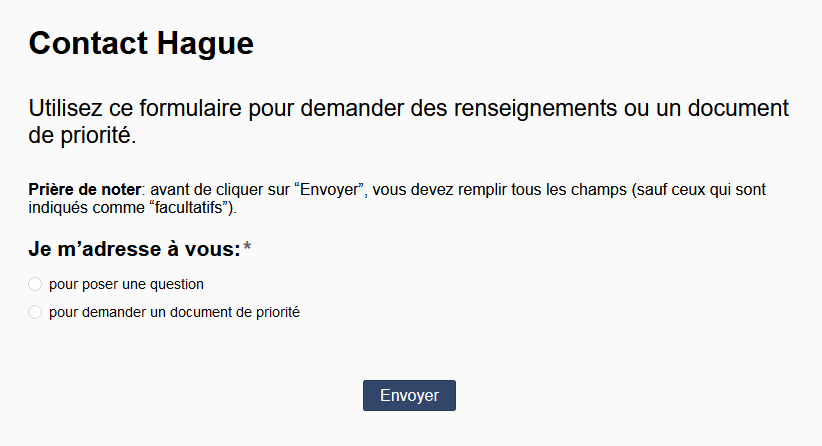 Contact Hague
Utilisez ce formulaire pour demander des renseignements ou un document
de priorité.
Prière de noter: avant de cliquer sur “Envoyer”, vous devez remplir tous les champs (sauf ceux qui sont
indiqués comme “facultatifs”).
Je m’adresse à vous:*
pour poser une question
pour demander un document de priorité
Envoyer